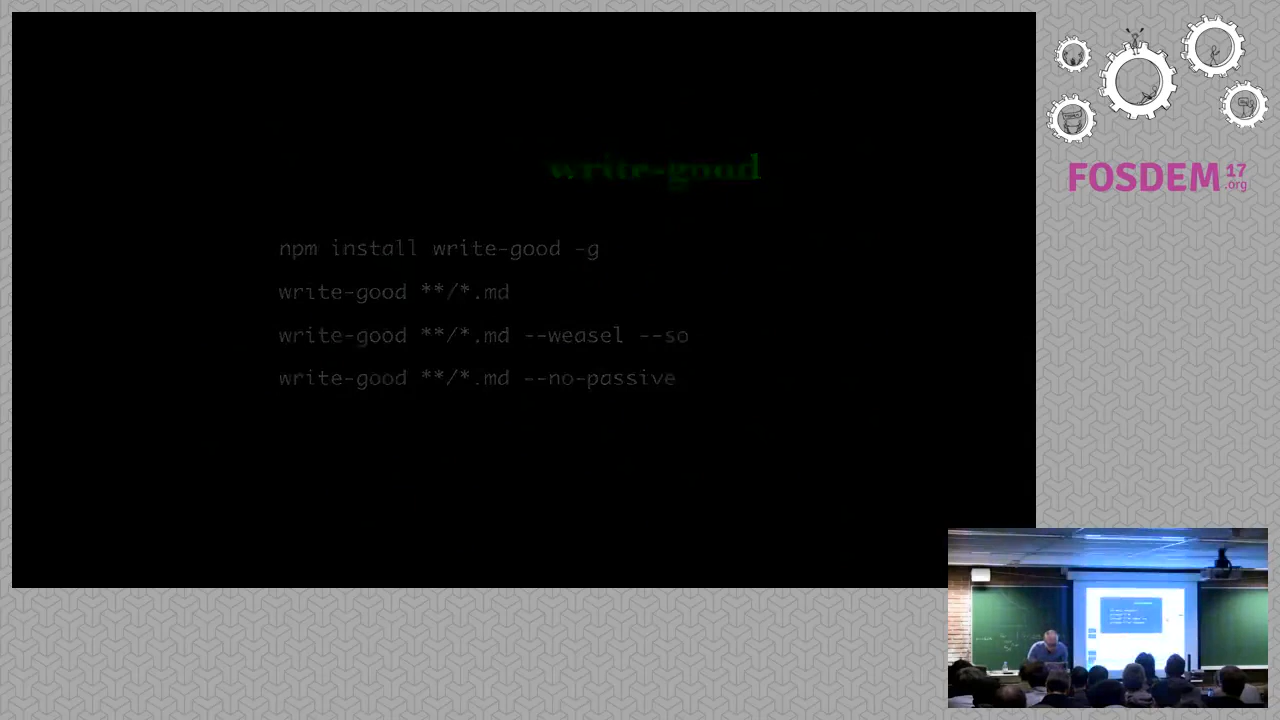 write-good
npm install write-good -g
write-good **/*.md
write-good **/*.md --weasel --so
write-good **/*.md --no-passive
FOSDEM 17
.org